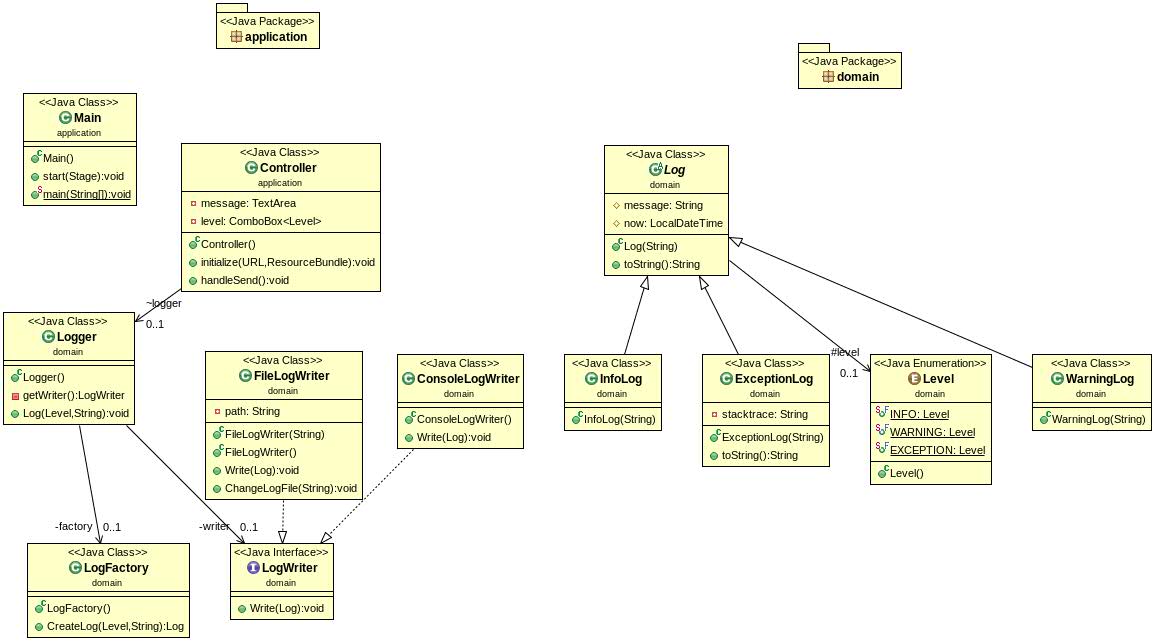 <<Java Package>>
application
<<Java Package>>
domain
<<Java Class>>
Main
application
Main()
start(Stage):void
main(String[]):void
<<Java Class>>
Controller
application
message: TextArea
level: ComboBox<Level>
Controller()
initialize(URL,ResourceBundle):void
handleSend():void
<<Java Class>>
Log
domain
message: String
now: LocalDateTime
Log(String)
toString():String
~logger
0..1
<<Java Class>>
Logger
domain
Logger()
getWriter():LogWriter
Log(Level,String):void
<<Java Class>>
FileLogWriter
domain
path: String
FileLogWriter(String)
FileLogWriter()
Write(Log):void
ChangeLogFile(String):void
<<Java Class>>
ConsoleLogWriter
domain
ConsoleLogWriter()
Write(Log):void
<<Java Class>>
InfoLog
domain
InfoLog(String)
<<Java Class>>
ExceptionLog
domain
stacktrace: String
ExceptionLog(String)
toString():String
#level
0..1
<<Java Enumeration>>
Level
domain
INFO: Level
WARNING: Level
EXCEPTION: Level
Level()
<<Java Class>>
WarningLog
domain
WarningLog(String)
-factory 0..1
-writer 0..1
<<Java Class>>
LogFactory
domain
LogFactory()
CreateLog(Level,String):Log
<<Java Interface>>
LogWriter
domain
Write(Log):void